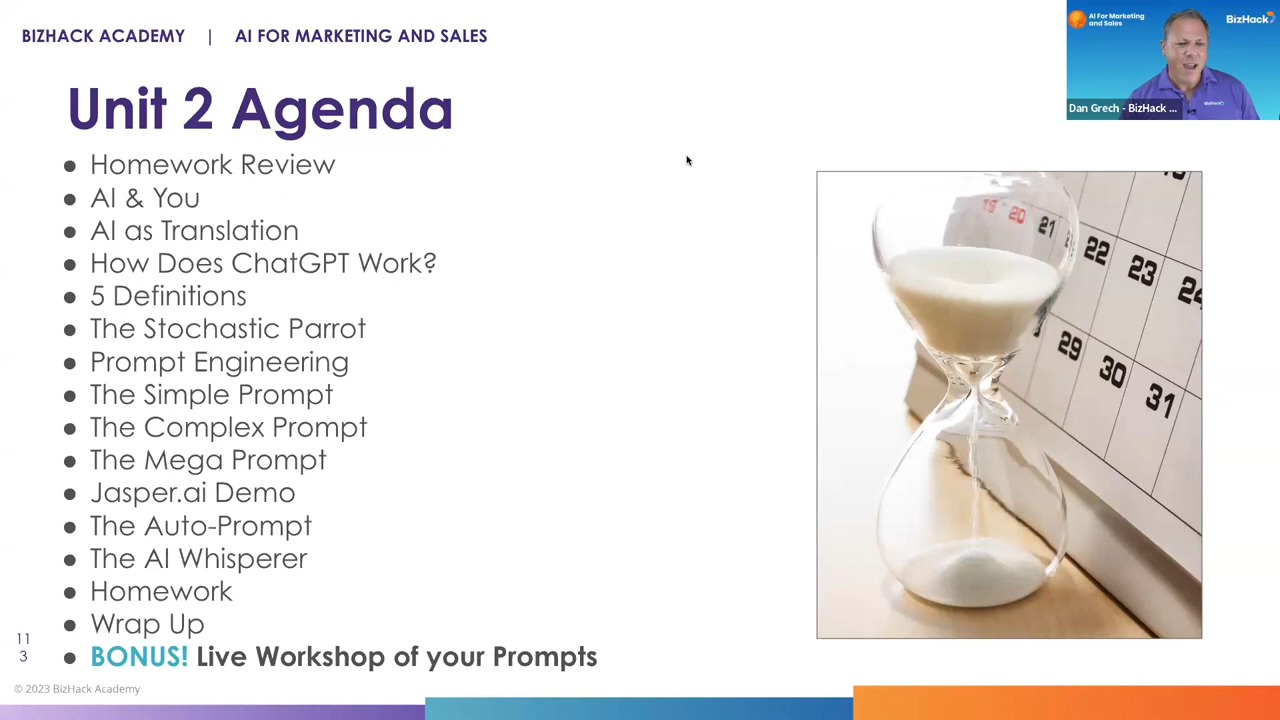 BIZHACK ACADEMY | AI FOR MARKETING AND SALES
AI For Marketing
and Sales
BizHack
BizHack
Dan Grech - BizHack ...
Unit 2 Agenda
● Homework Review
● AI & You
● AI as Translation
● How Does ChatGPT Work?
● 5 Definitions
● The Stochastic Parrot
● Prompt Engineering
● The Simple Prompt
● The Complex Prompt
● The Mega Prompt
● Jasper.ai Demo
● The Auto-Prompt
● The AI Whisperer
● Homework
● Wrap Up
● BONUS! Live Workshop of your Prompts
19 20 21
22 23 24
29 30 31
11
3
© 2023 BizHack Academy